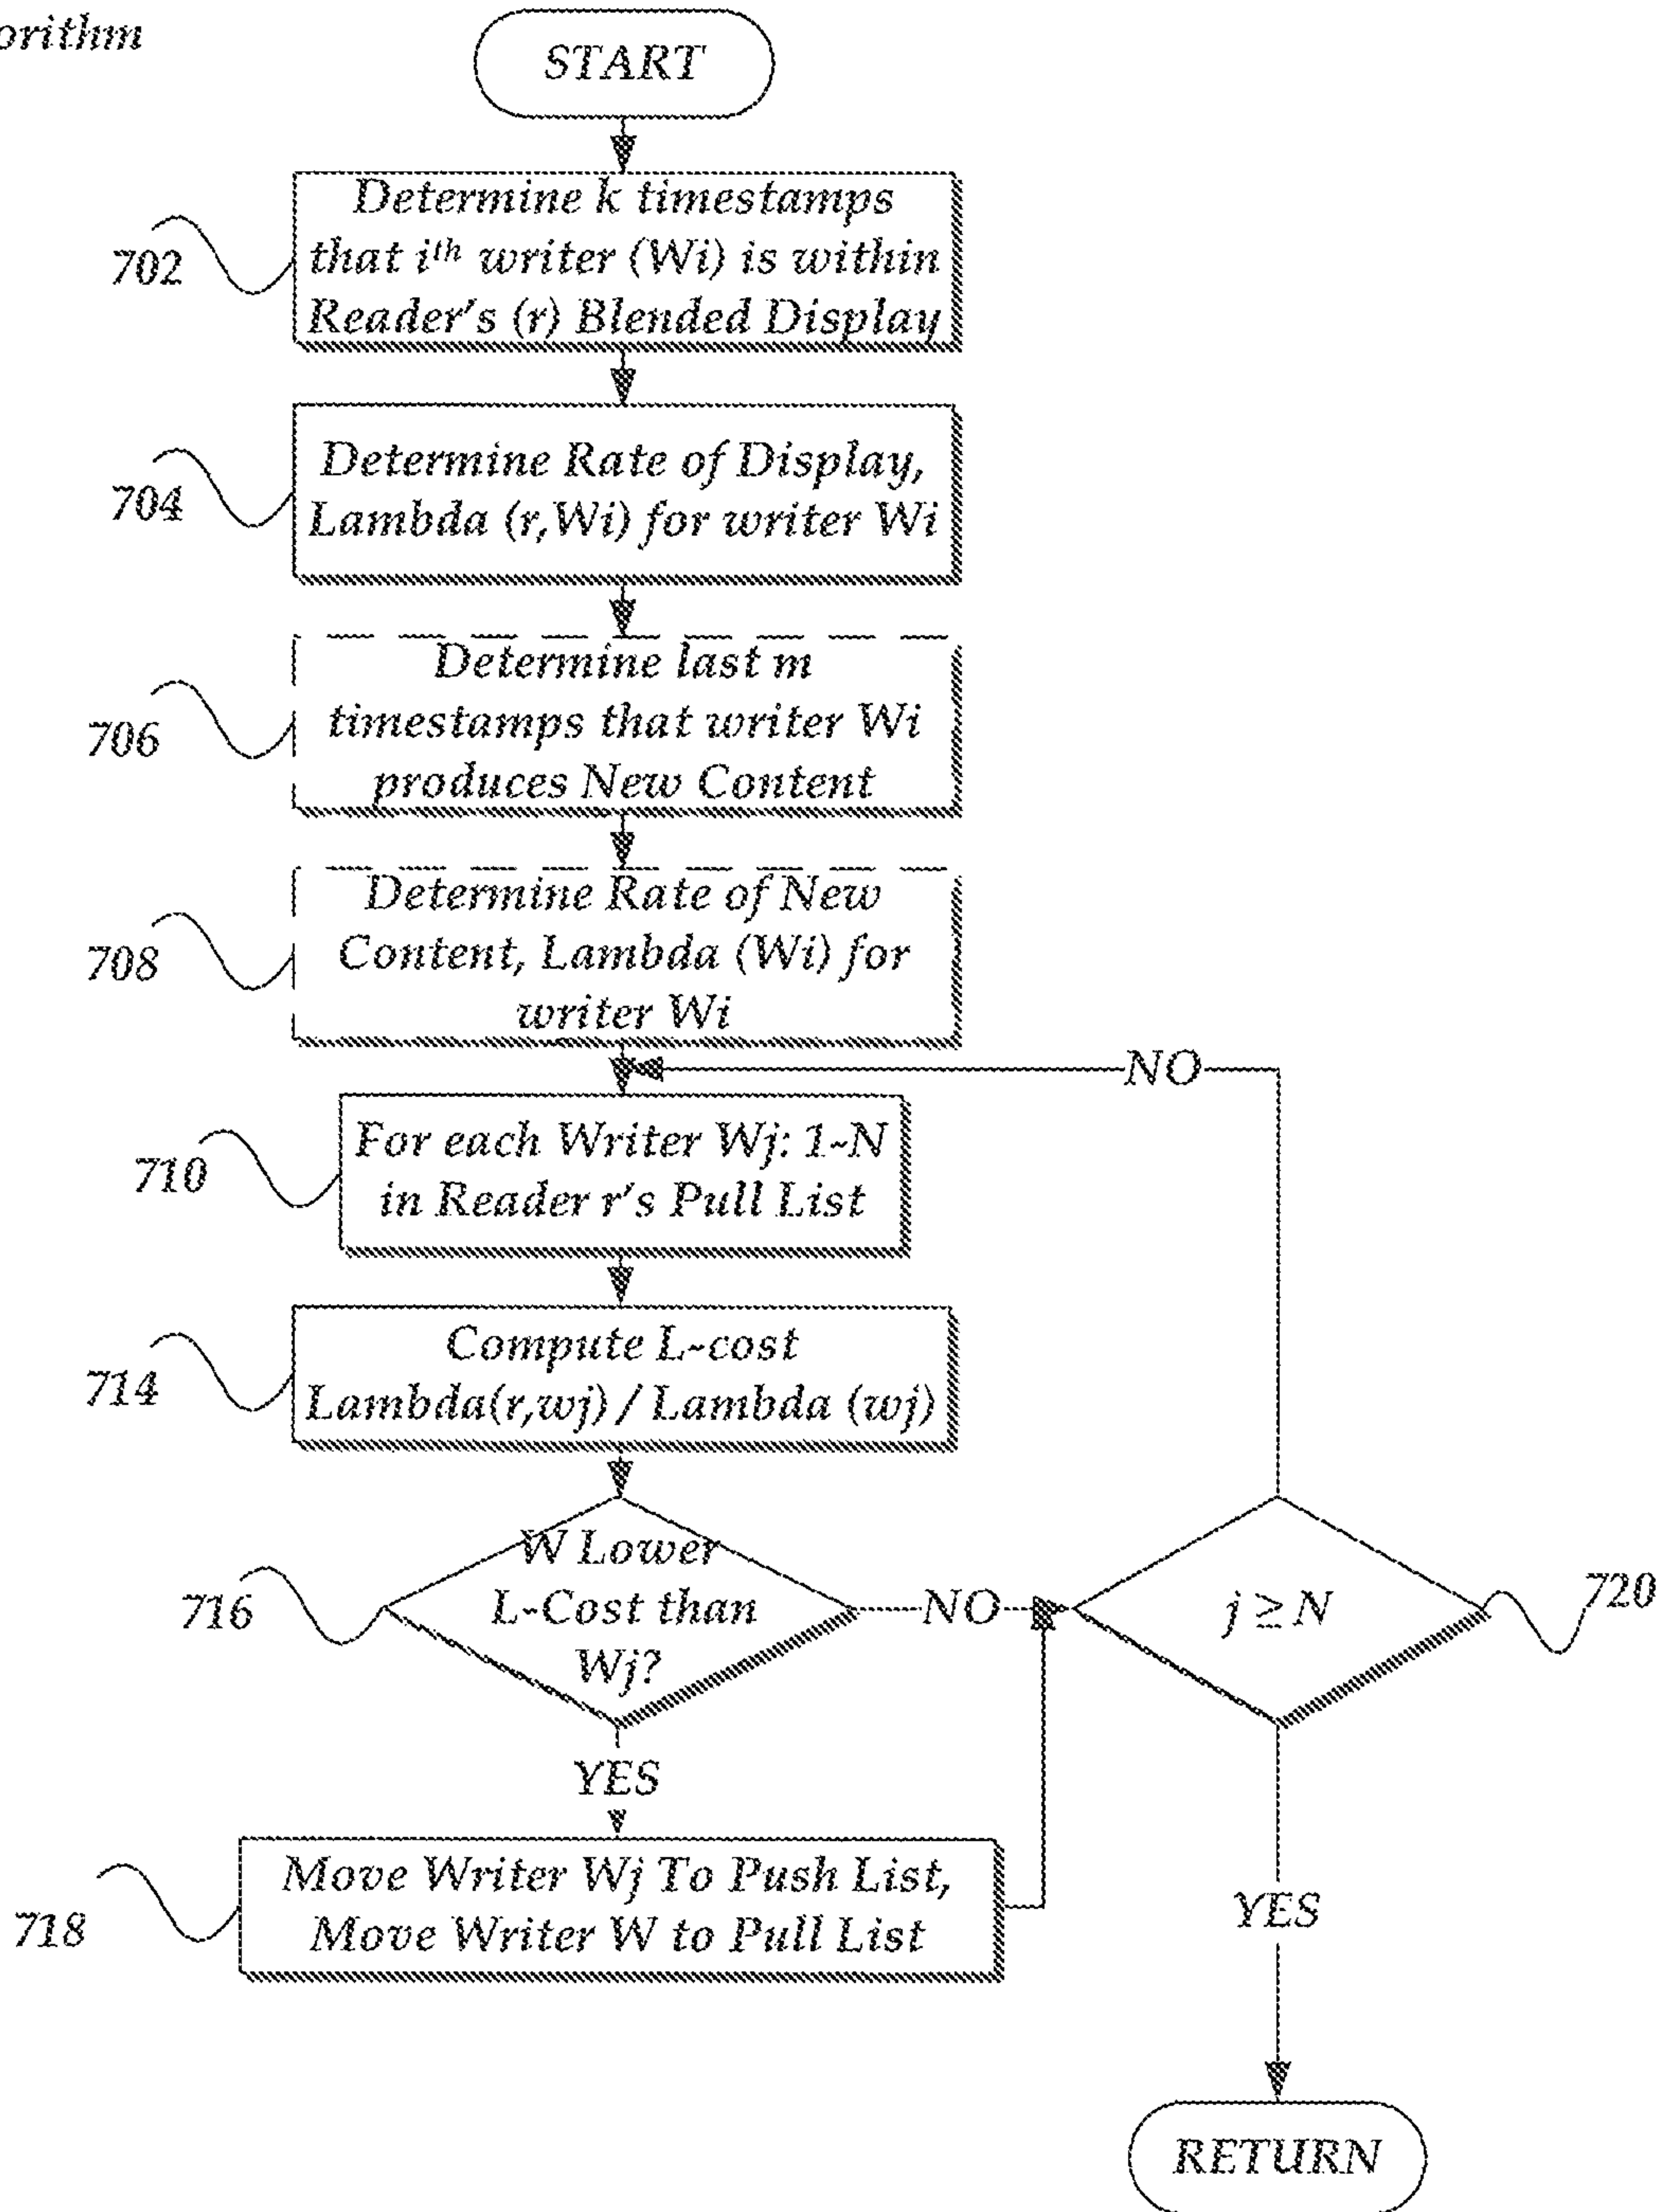 orithm
START
702
Determine k timestamps
that iᵗʰ writer (Wi) is within
Reader's (r) Blended Display
704
Determine Rate of Display,
Lambda (r,Wi) for writer Wi
706
Determine last m
timestamps that writer Wi
produces New Content
708
Determine Rate of New
Content, Lambda (Wi) for
writer Wi
NO
710
For each Writer Wj: 1~N
in Reader r's Pull List
714
Compute L-cost
Lambda(r,wj) / Lambda (wj)
716
W Lower
L-Cost than
Wj?
NO
j ≥ N
720
YES
718
Move Writer Wj To Push List,
Move Writer W to Pull List
YES
RETURN